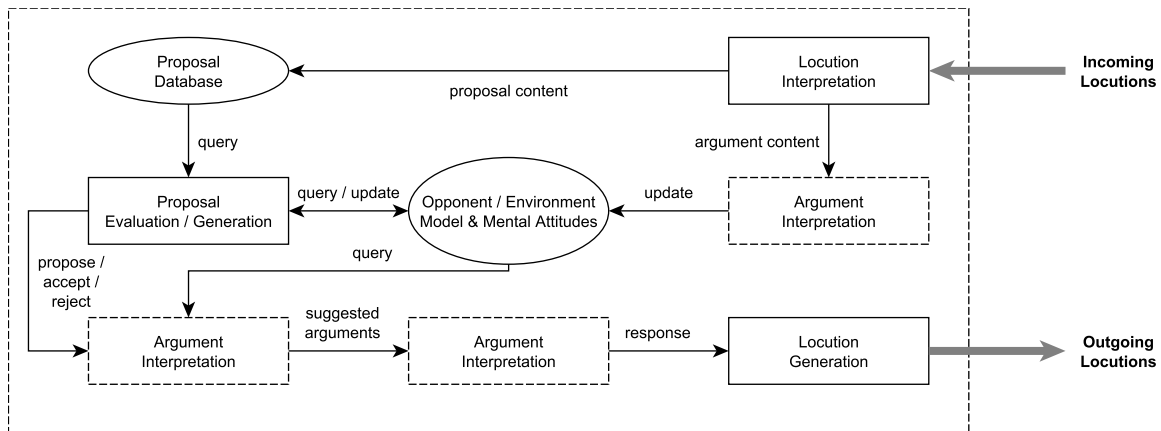 Proposal
Database
proposal content
Locution
Interpretation
Incoming
Locutions
query
argument content
Proposal
Evaluation / Generation
query / update
Opponent / Environment
Model & Mental Attitudes
update
Argument
Interpretation
query
propose /
accept /
reject
Argument
Interpretation
suggested
arguments
Argument
Interpretation
response
Locution
Generation
Outgoing
Locutions